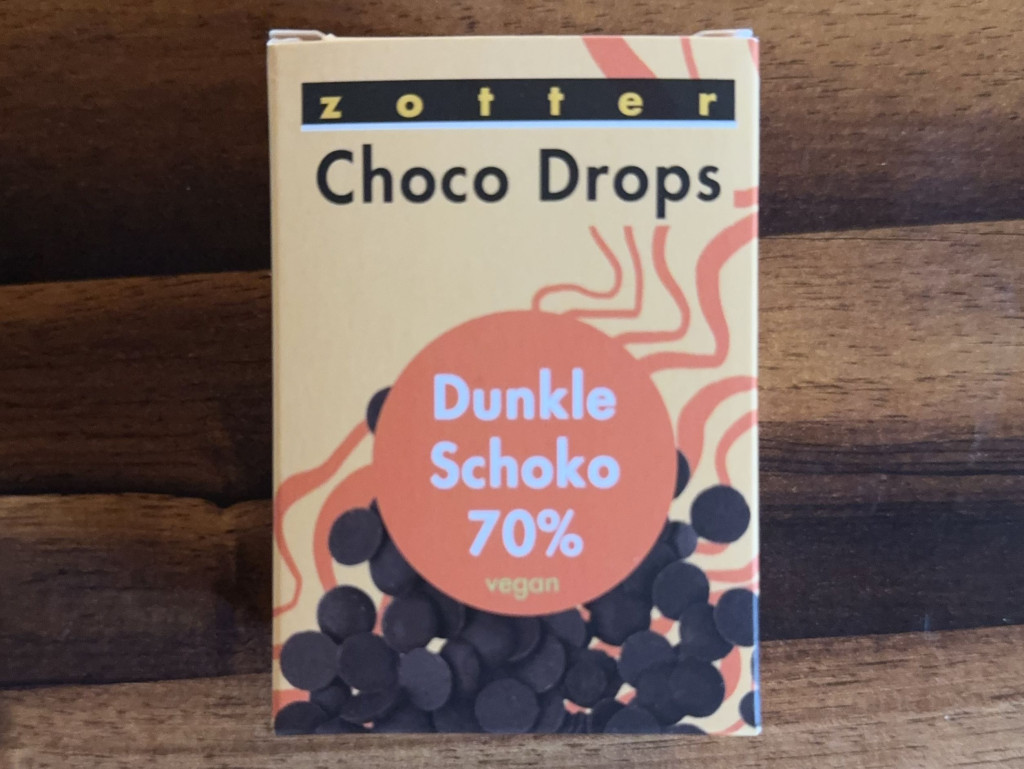 zotter
Choco Drops
Dunkle
Schoko
70%
vegan